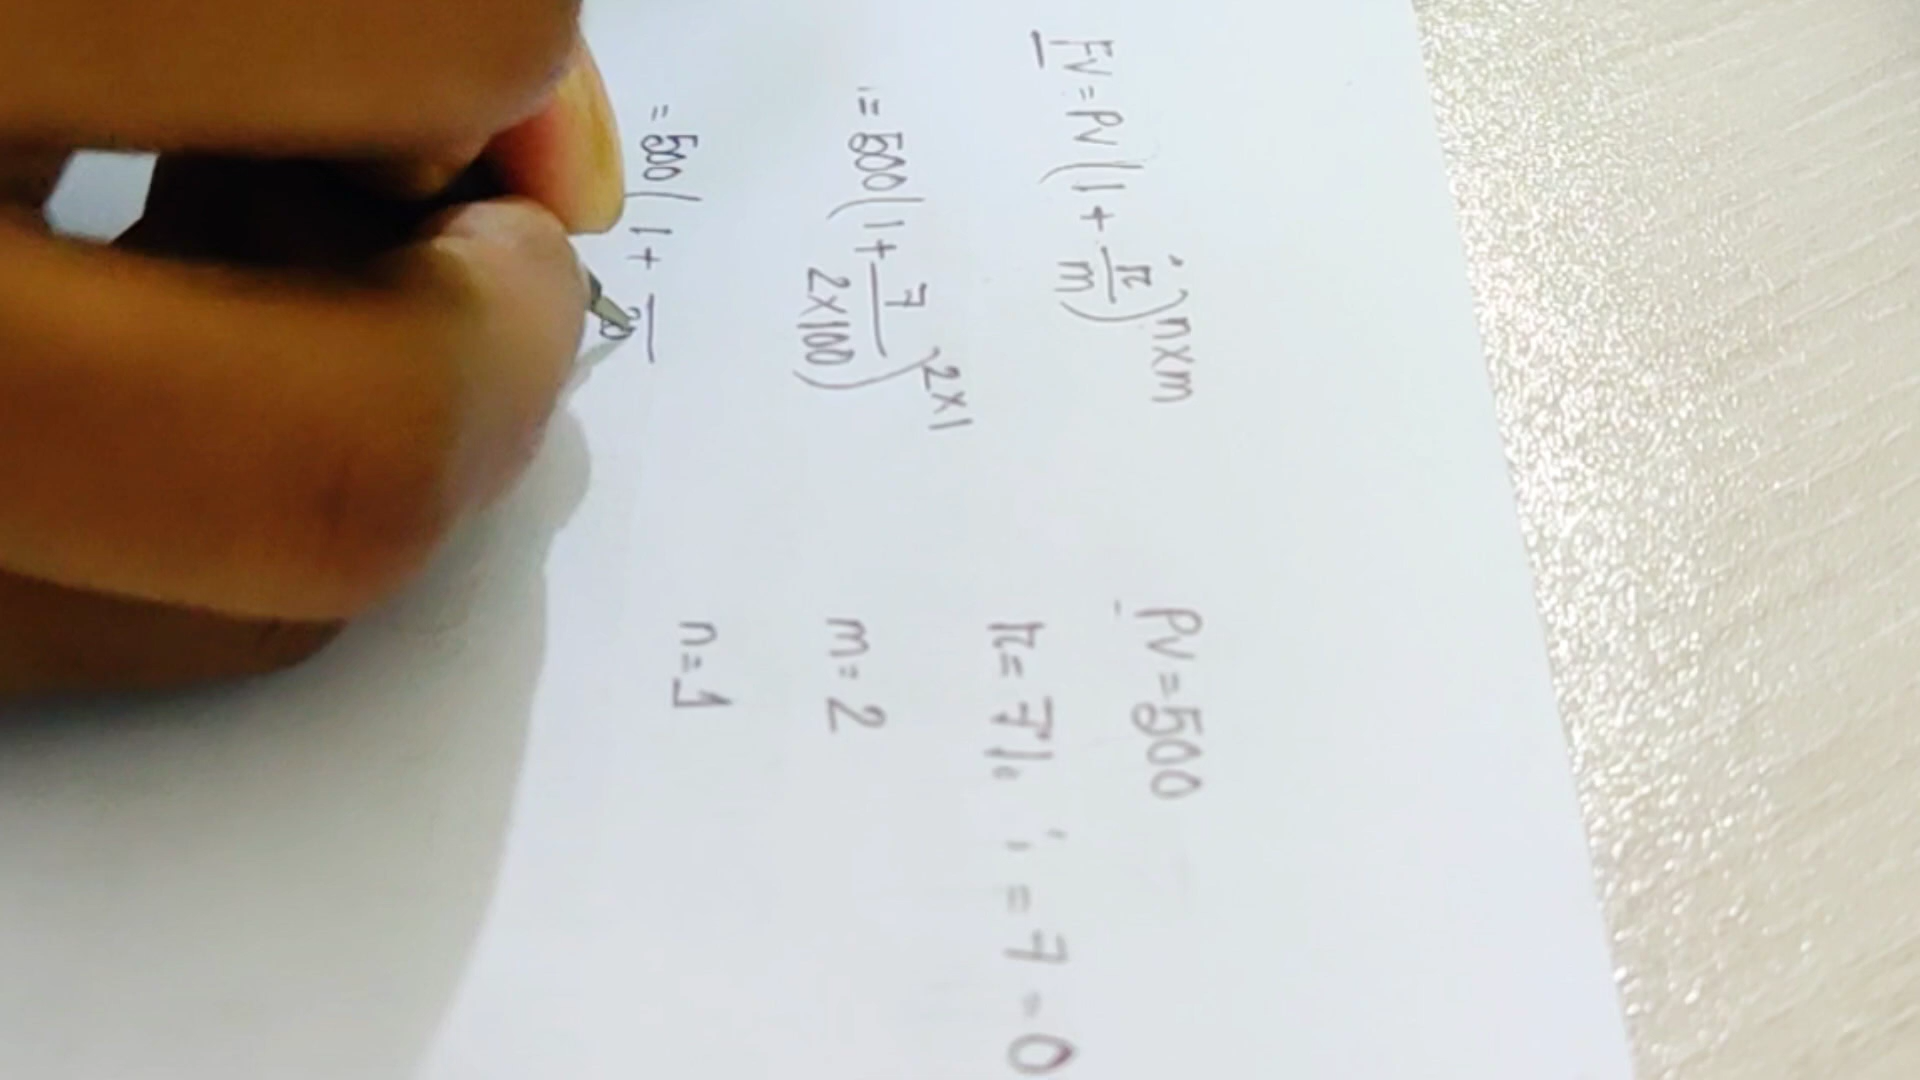 FV = PV (1 + r/m)^n×m
= 500 (1 + 7/2×100)^2×1
= 500 ( 1 + /20
PV = 500
r = 7% i = 7 - 0
m = 2
n = 1